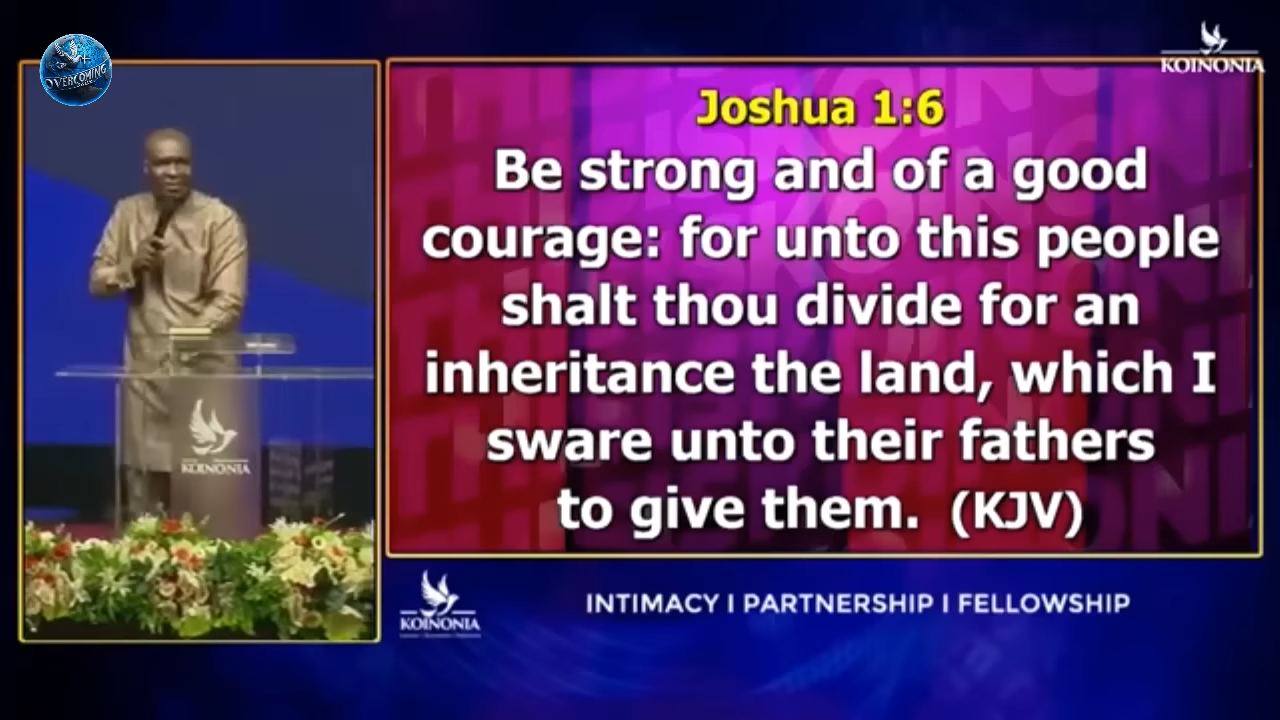 OVERCOMING
KOINONIA
Joshua 1:6
Be strong and of a good
courage: for unto this people
shalt thou divide for an
inheritance the land, which I
sware unto their fathers
to give them. (KJV)
KOINONIA
KOINONIA
INTIMACY I PARTNERSHIP I FELLOWSHIP